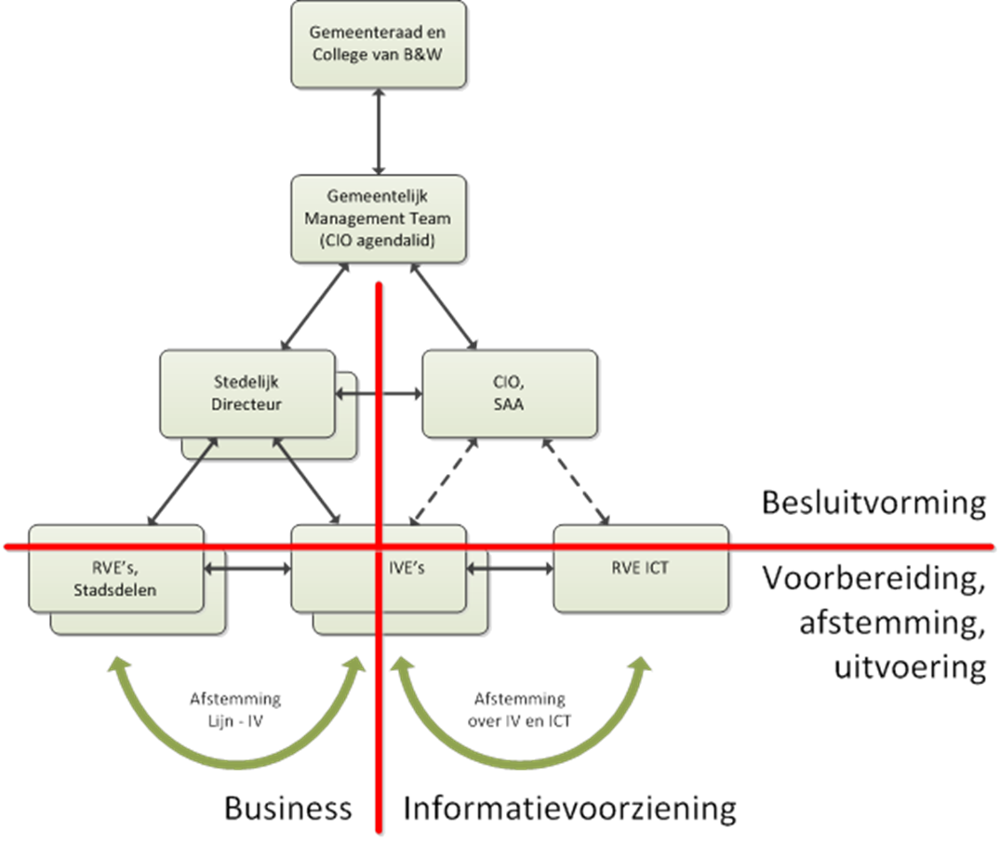 Gemeenteraad en
College van B&W
Gemeentelijk
Management Team
(CIO agendalid)
Stedelijk
Directeur
CIO,
SAA
Besluitvorming
RVE's,
Stadsdelen
IVE's
RVE ICT
Voorbereiding,
afstemming,
uitvoering
Afstemming
Lijn - IV
Afstemming
over IV en ICT
Business
Informatievoorziening